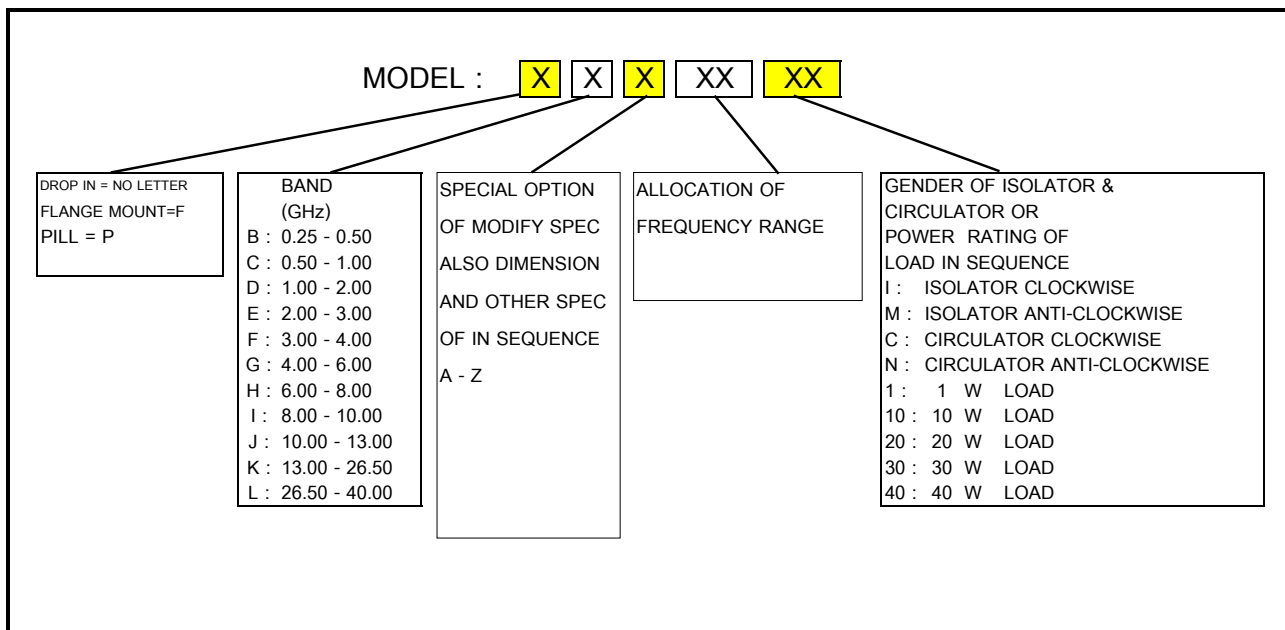 MODEL : X X X XX XX
DROP IN = NO LETTER
FLANGE MOUNT=F
PILL = P
BAND
(GHz)
B : 0.25 - 0.50
C : 0.50 - 1.00
D : 1.00 - 2.00
E : 2.00 - 3.00
F : 3.00 - 4.00
G : 4.00 - 6.00
H : 6.00 - 8.00
I : 8.00 - 10.00
J : 10.00 - 13.00
K : 13.00 - 26.50
L : 26.50 - 40.00
SPECIAL OPTION
OF MODIFY SPEC
ALSO DIMENSION
AND OTHER SPEC
OF IN SEQUENCE
A - Z
ALLOCATION OF
FREQUENCY RANGE
GENDER OF ISOLATOR &
CIRCULATOR OR
POWER RATING OF
LOAD IN SEQUENCE
I : ISOLATOR CLOCKWISE
M : ISOLATOR ANTI-CLOCKWISE
C : CIRCULATOR CLOCKWISE
N : CIRCULATOR ANTI-CLOCKWISE
1 : 1 W LOAD
10 : 10 W LOAD
20 : 20 W LOAD
30 : 30 W LOAD
40 : 40 W LOAD